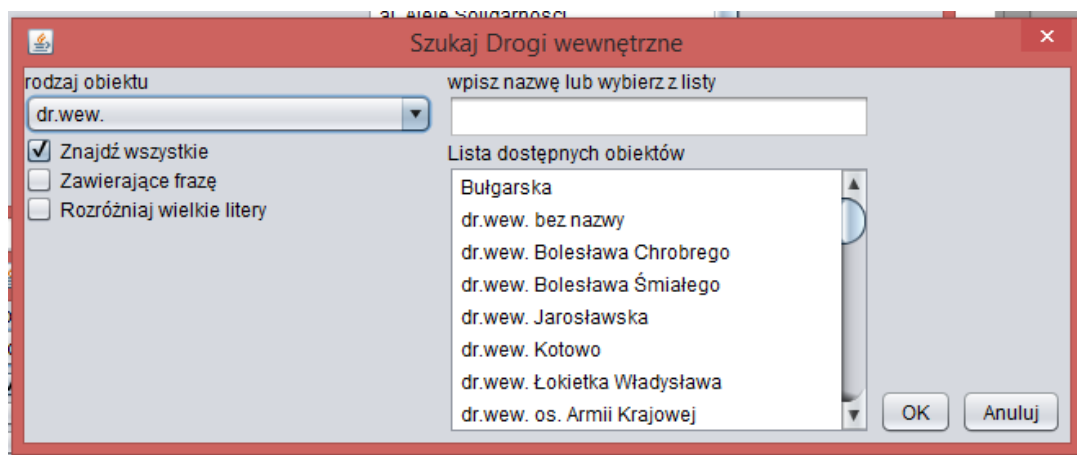 al. Aleje Solidarności
Szukaj Drogi wewnętrzne
rodzaj obiektu
dr.wew.
Znajdź wszystkie
Zawierające frazę
Rozróżniaj wielkie litery
wpisz nazwę lub wybierz z listy
Lista dostępnych obiektów
Bułgarska
dr.wew. bez nazwy
dr.wew. Bolesława Chrobrego
dr.wew. Bolesława Śmiałego
dr.wew. Jarosławska
dr.wew. Kotowo
dr.wew. Łokietka Władysława
dr.wew. os. Armii Krajowej
OK
Anuluj